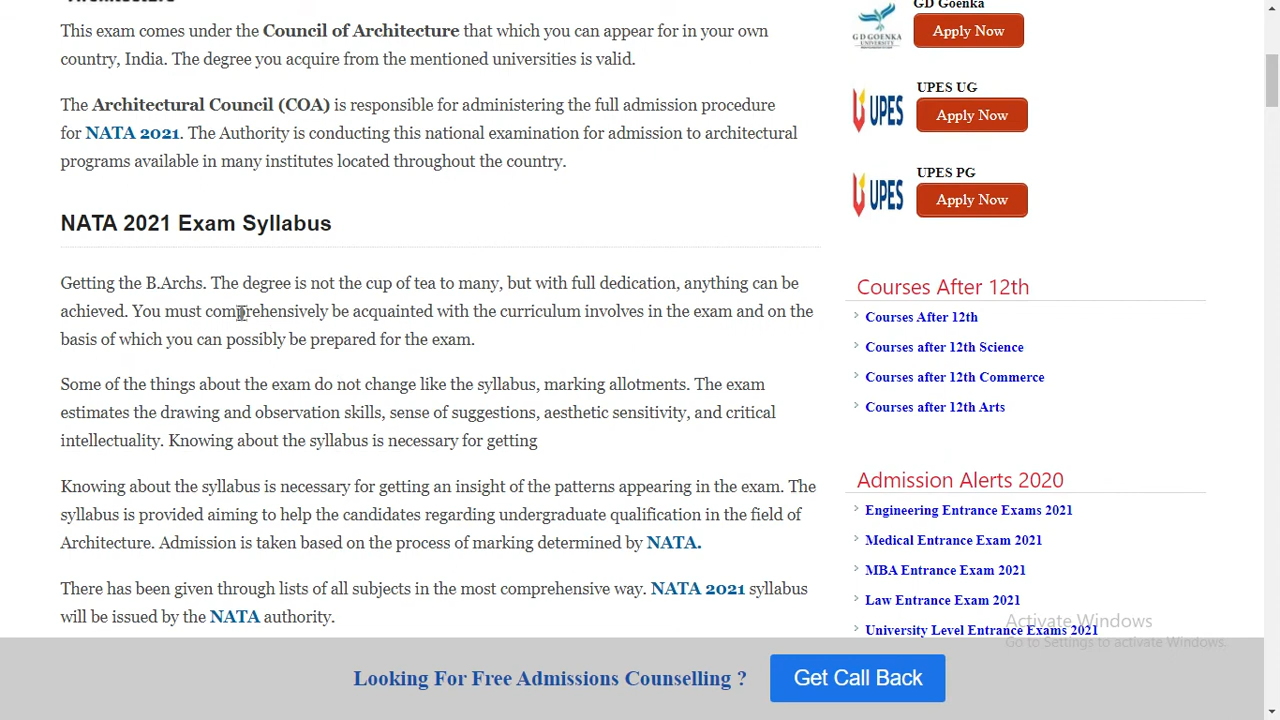 Architecture
This exam comes under the Council of Architecture that which you can appear for in your own
country, India. The degree you acquire from the mentioned universities is valid.
The Architectural Council (COA) is responsible for administering the full admission procedure
for NATA 2021. The Authority is conducting this national examination for admission to architectural
programs available in many institutes located throughout the country.
NATA 2021 Exam Syllabus
Getting the B.Archs. The degree is not the cup of tea to many, but with full dedication, anything can be
achieved. You must comprehensively be acquainted with the curriculum involves in the exam and on the
basis of which you can possibly be prepared for the exam.
Some of the things about the exam do not change like the syllabus, marking allotments. The exam
estimates the drawing and observation skills, sense of suggestions, aesthetic sensitivity, and critical
intellectuality. Knowing about the syllabus is necessary for getting
Knowing about the syllabus is necessary for getting an insight of the patterns appearing in the exam. The
syllabus is provided aiming to help the candidates regarding undergraduate qualification in the field of
Architecture. Admission is taken based on the process of marking determined by NATA.
There has been given through lists of all subjects in the most comprehensive way. NATA 2021 syllabus
will be issued by the NATA authority.
GD Goenka
G D GOENKA
UNIVERSITY
Apply Now
UPES UG
UPES
Apply Now
UPES PG
UPES
Apply Now
Courses After 12th
Courses After 12th
Courses after 12th Science
Courses after 12th Commerce
Courses after 12th Arts
Admission Alerts 2020
Engineering Entrance Exams 2021
Medical Entrance Exam 2021
MBA Entrance Exam 2021
Law Entrance Exam 2021
University Level Entrance Exams 2021
Activate Windows
Go to Settings to activate Windows.
Looking For Free Admissions Counselling ?
Get Call Back